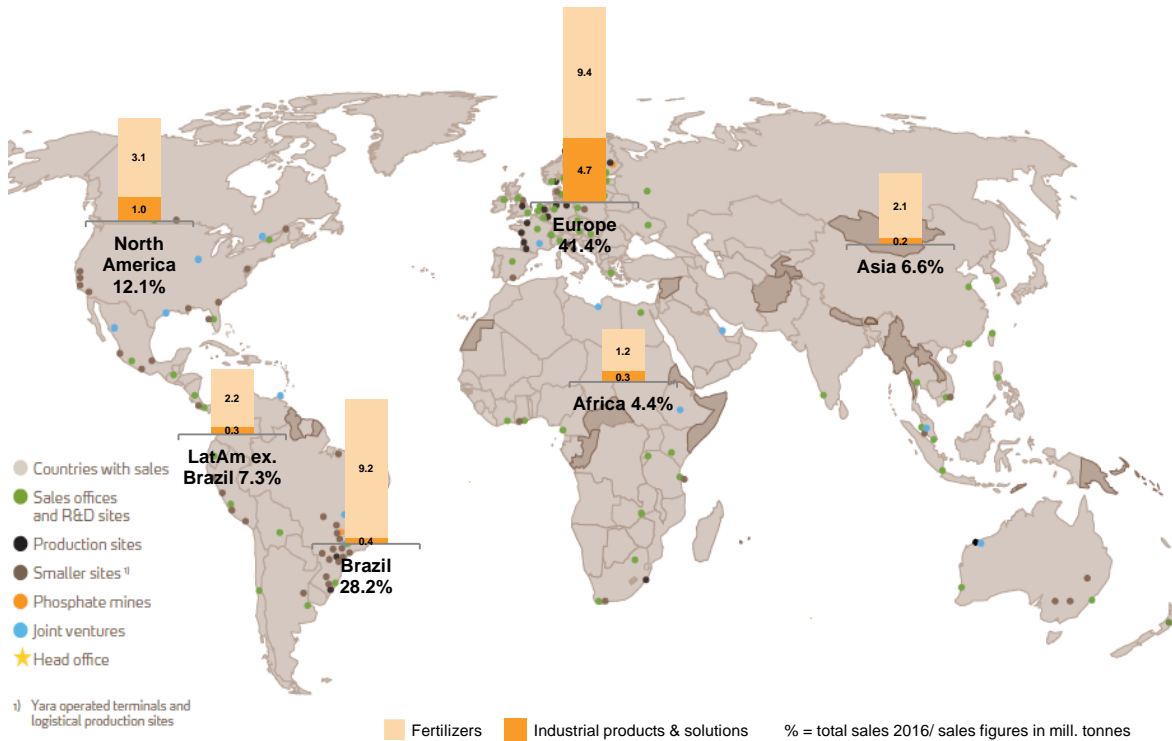 9.4
4.7
Europe
41.4%
3.1
1.0
North
America
12.1%
2.1
0.2
Asia 6.6%
1.2
0.3
Africa 4.4%
2.2
0.3
LatAm ex.
Brazil 7.3%
9.2
0.4
Brazil
28.2%
Countries with sales
Sales offices
and R&D sites
Production sites
Smaller sites 1)
Phosphate mines
Joint ventures
Head office
1) Yara operated terminals and
logistical production sites
Fertilizers
Industrial products & solutions
% = total sales 2016/ sales figures in mill. tonnes